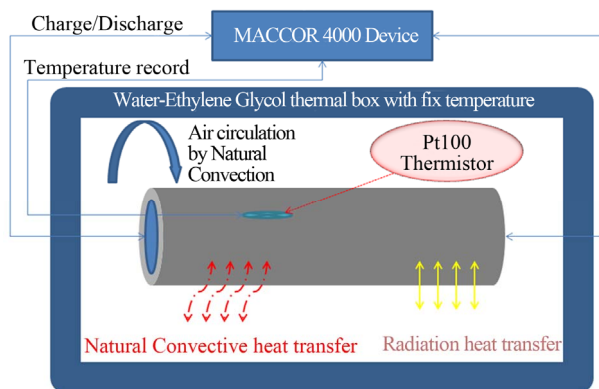 Charge/Discharge
MACCOR 4000 Device
Temperature record
Water-Ethylene Glycol thermal box with fix temperature
Air circulation
by Natural
Convection
Pt100
Thermistor
Natural Convective heat transfer
Radiation heat transfer